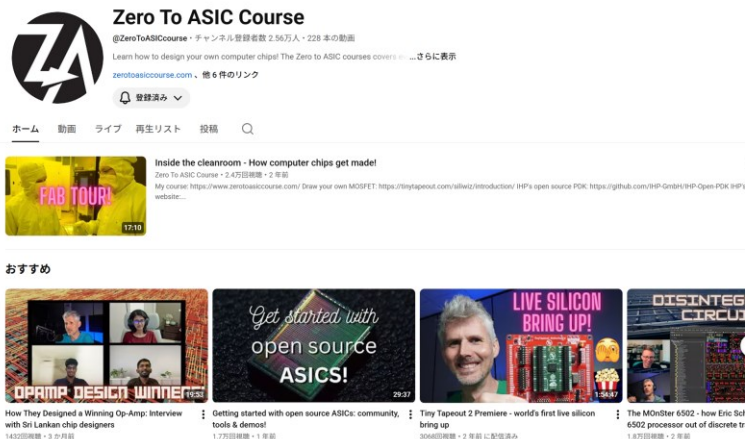 Zero To ASIC Course
@ZeroToASICcourse・チャンネル登録者数 2.56万人・228 本の動画
Learn how to design your own computer chips! The Zero to ASIC courses covers ...さらに表示
zerotoasiccourse.com 、他 6 件のリンク
登録済み
ホーム 動画 ライブ 再生リスト 投稿
FAB TOUR!
17:10
Inside the cleanroom - How computer chips get made!
Zero To ASIC Course・2.4万回視聴・2 年前
My course: https://www.zerotoasiccourse.com/ Draw your own MOSFET: https://tinytapeout.com/siliwiz/introduction/ IHP's open source PDK: https://github.com/IHP-GmbH/IHP-Open-PDK IHP's
website:...
おすすめ
OPAMP DESIGN WINNERS
19:53
Get started with
open source
ASICS!
29:37
LIVE SILICON
BRING UP!
1:54:47
DISINTEG
CIRCUI
How They Designed a Winning Op-Amp: Interview
with Sri Lankan chip designers
1432回視聴・3 か月前
Getting started with open source ASICs: community,
tools & demos!
1.7万回視聴・1 年前
Tiny Tapeout 2 Premiere - world's first live silicon
bring up
3068回視聴・2 年前 に配信済み
The MOnSter 6502 - how Eric Sch
6502 processor out of discrete tr
1.8万回視聴・2 年前